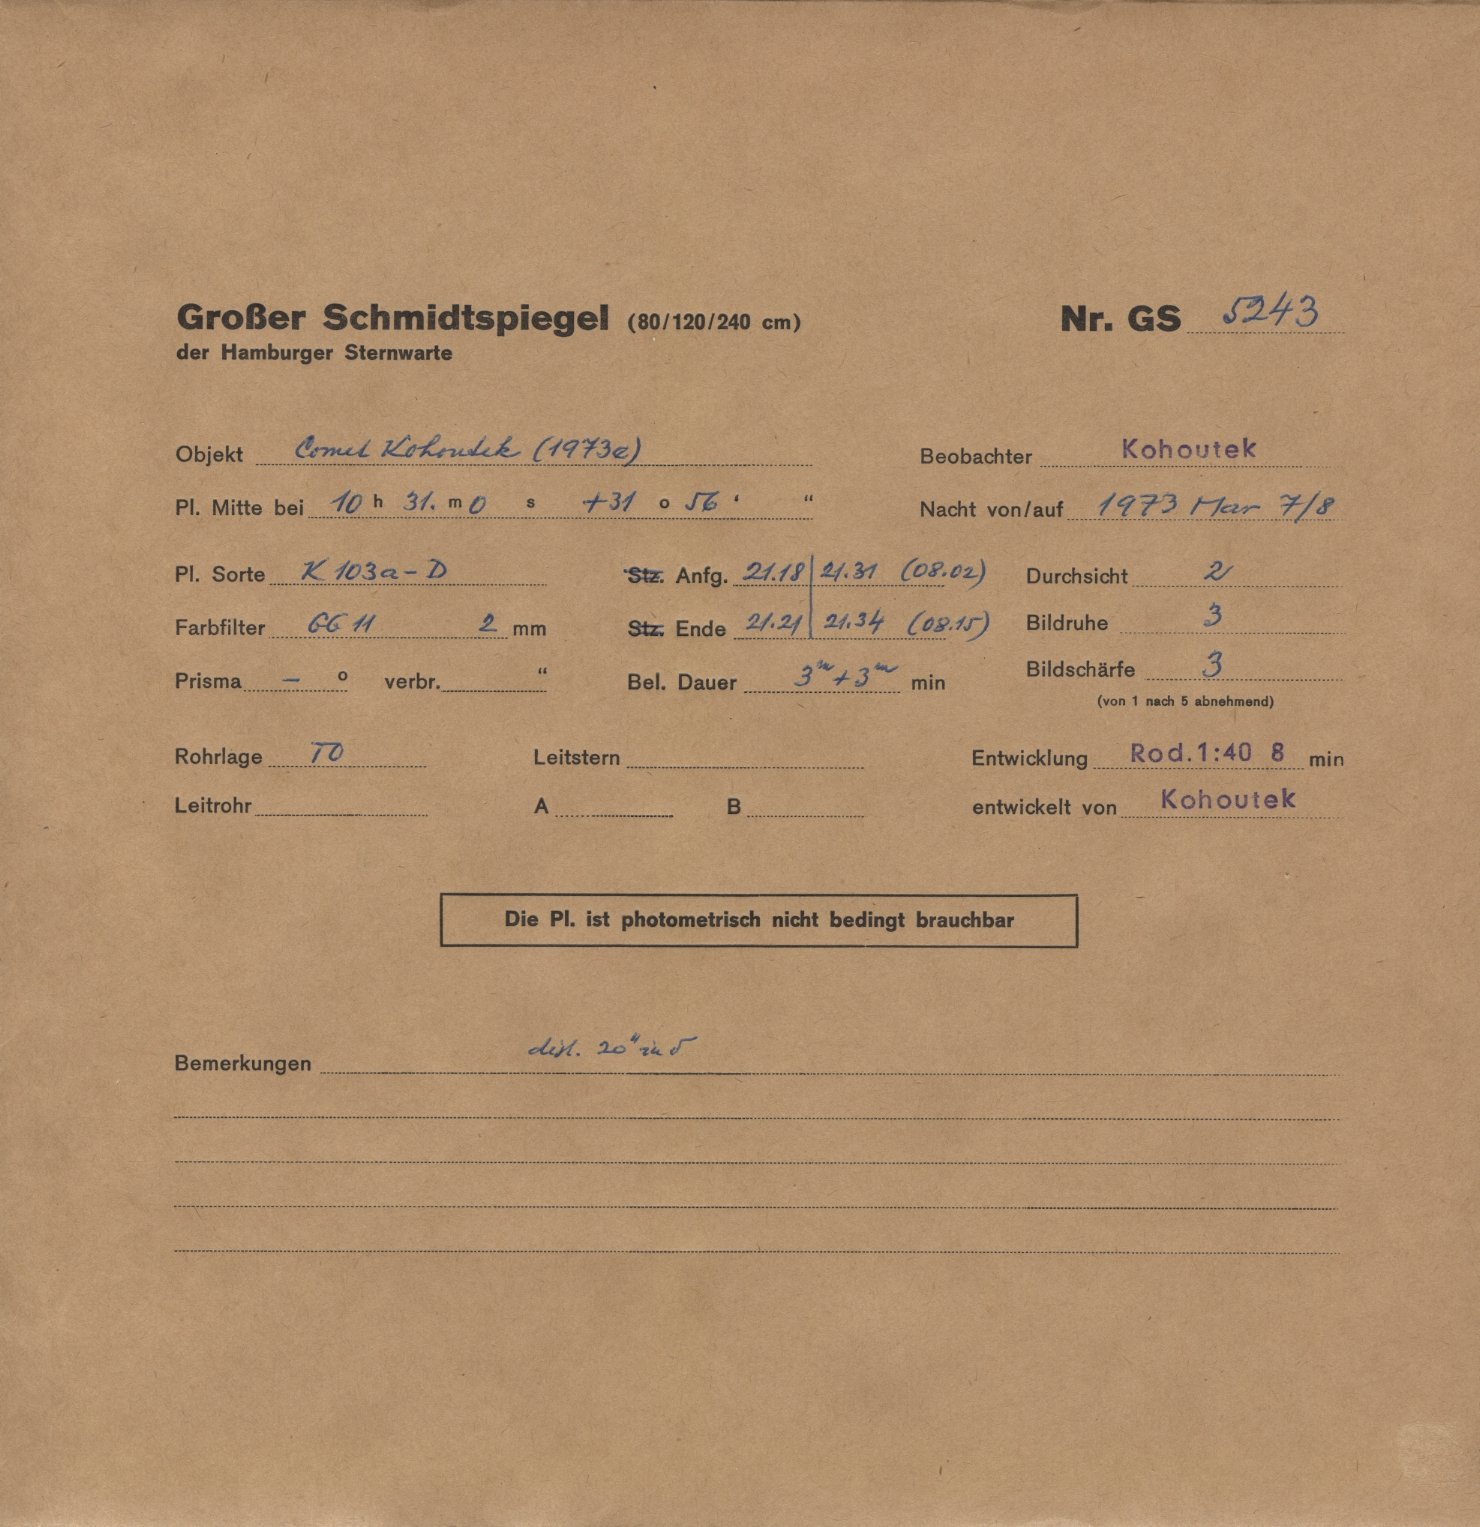 Großer Schmidtspiegel (80/120/240 cm) Nr. GS 5243
der Hamburger Sternwarte
Objekt Comet Kohoutek (1973e) Beobachter Kohoutek
Pl. Mitte bei 10 h 31. m 0 s +31 o 56 ‘ “ Nacht von/auf 1973 Mar 7/8
Pl. Sorte K 103a-D Stz. Anfg. 21.18 | 21.31 (08.02) Durchsicht 2
Farbfilter GG 11 2 mm Stz. Ende 21.21 | 21.34 (08.15) Bildruhe 3
Prisma – o verbr. “ Bel. Dauer 3m+3m min Bildschärfe 3
(von 1 nach 5 abnehmend)
Rohrlage TO Leitstern Entwicklung Rod.1:40 8 min
Leitrohr A B entwickelt von Kohoutek
Die Pl. ist photometrisch nicht bedingt brauchbar
Bemerkungen dist. 20" in δ